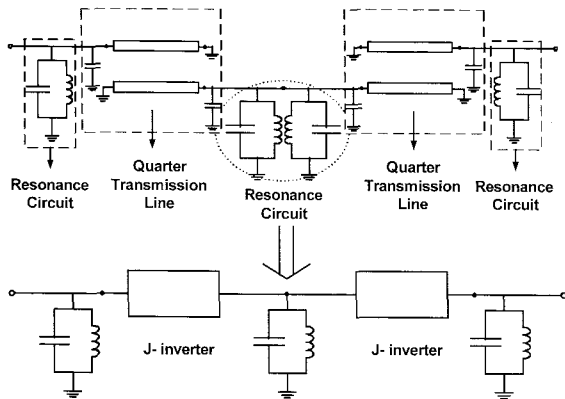 Resonance
Circuit
Quarter
Transmission
Line
Resonance
Circuit
Quarter
Transmission
Line
Resonance
Circuit
J- inverter
J- inverter